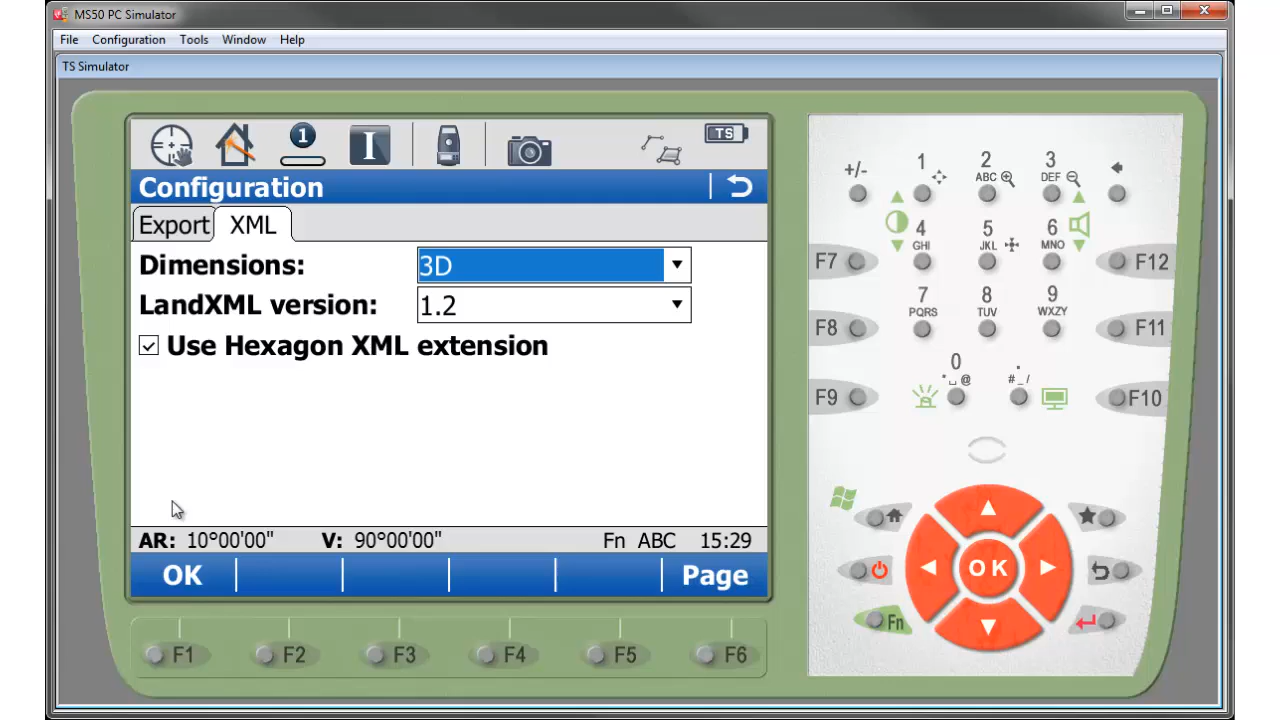 MS50 PC Simulator
File Configuration Tools Window Help
TS Simulator
1 I TS
Configuration
Export XML
Dimensions: 3D
LandXML version: 1.2
Use Hexagon XML extension
AR: 10°00'00" V: 90°00'00" Fn ABC 15:29
OK Page
F1 F2 F3 F4 F5 F6
+/- 1 2 3
ABC DEF
4 5 6
GHI JKL MNO
F7 F12
7 8 9
PQRS TUV WXZY
F8 F11
0 .
* ␣ @ # _ /
F9 F10
OK
Fn